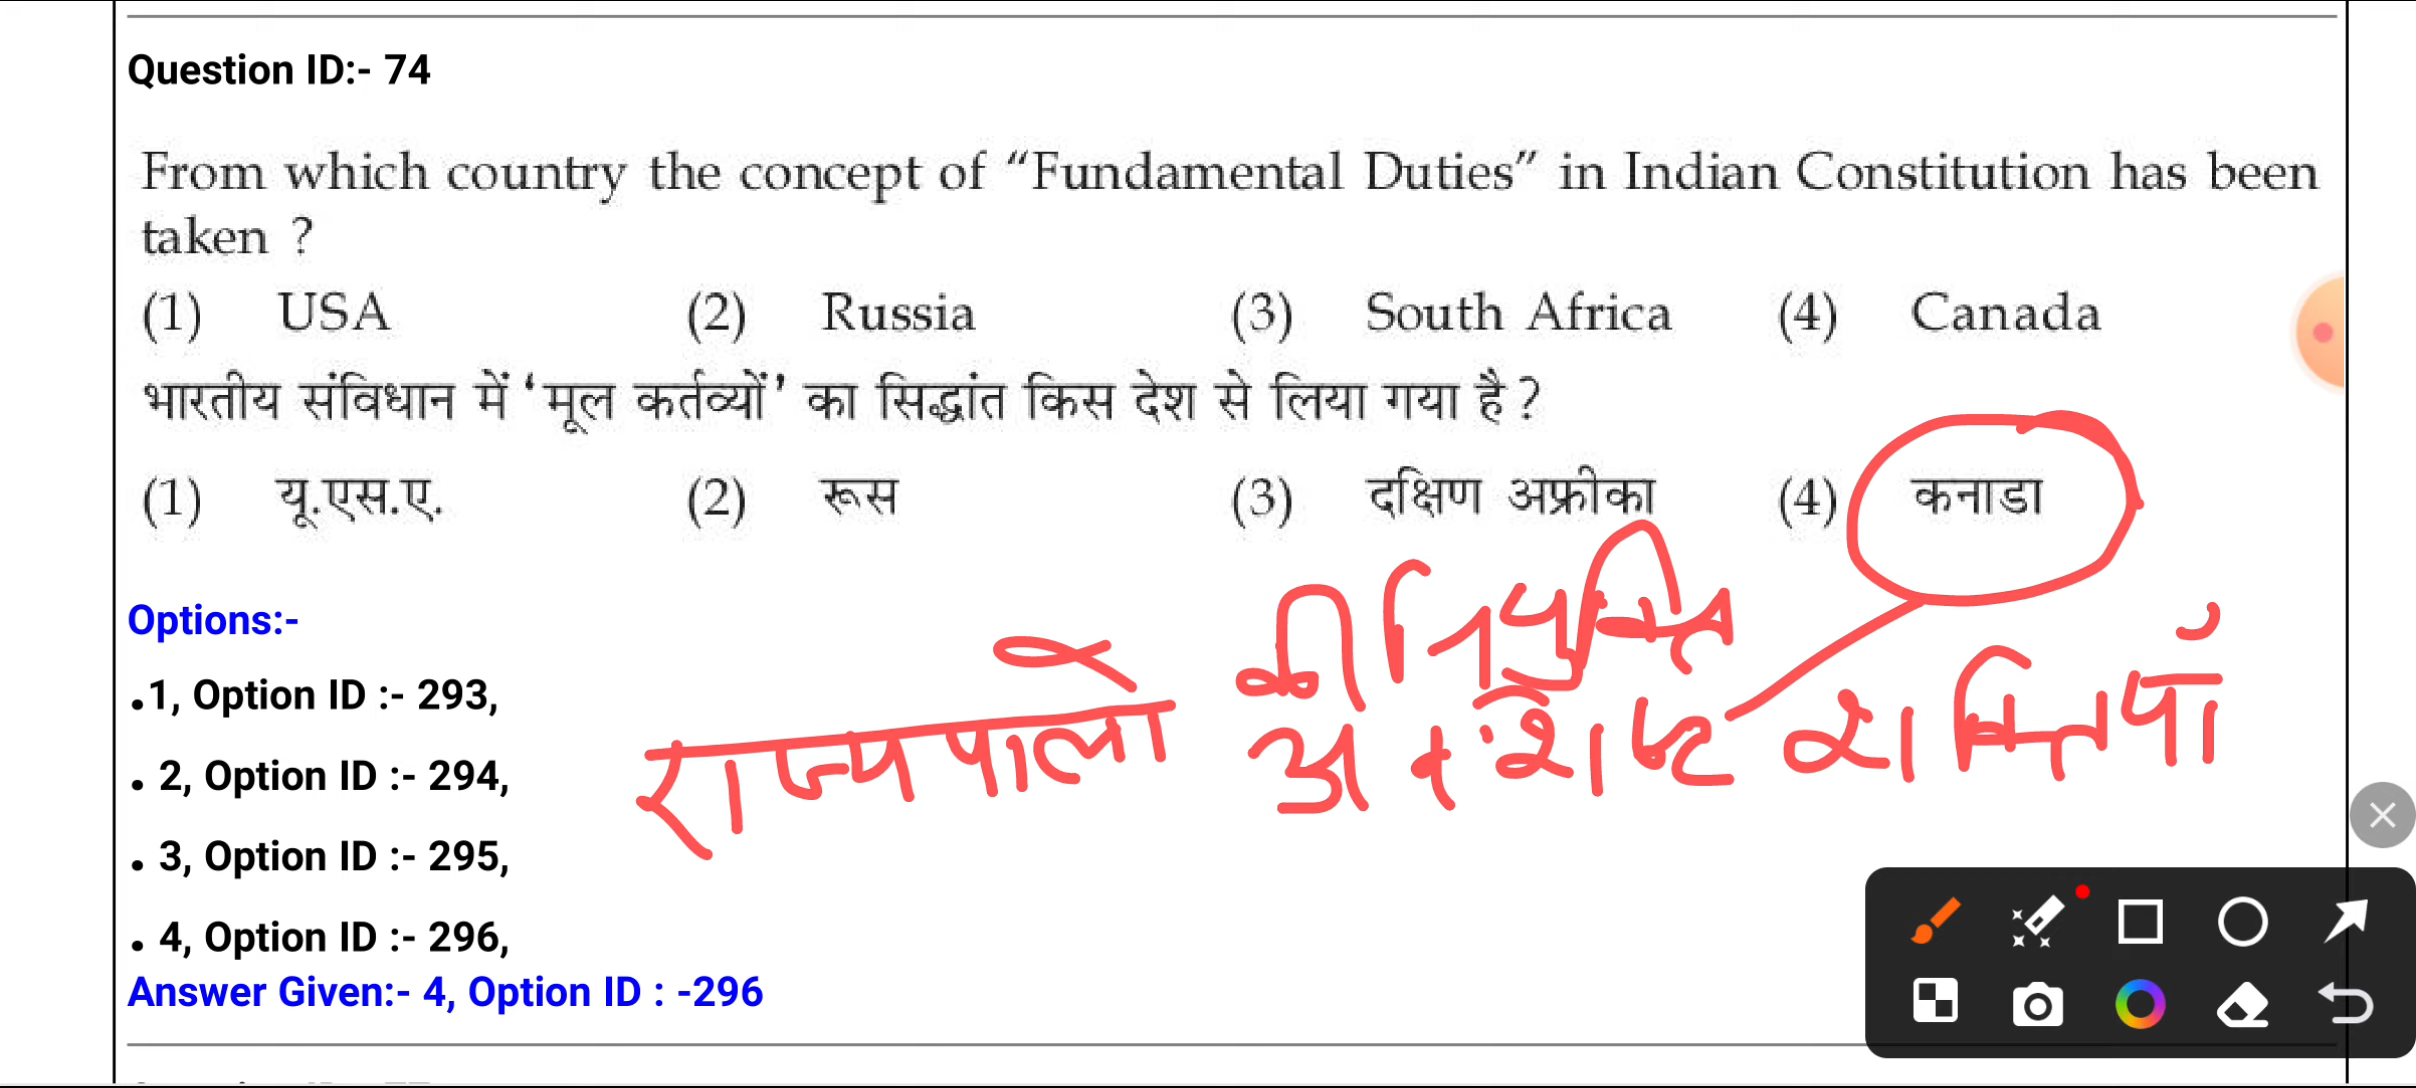 Question ID:- 74
From which country the concept of “Fundamental Duties” in Indian Constitution has been
taken ?
(1) USA (2) Russia (3) South Africa (4) Canada
भारतीय संविधान में ‘मूल कर्तव्यों’ का सिद्धांत किस देश से लिया गया है ?
(1) यू.एस.ए. (2) रूस (3) दक्षिण अफ्रीका (4) कनाडा
Options:-
राज्यपालो की नियुक्ति
अवशिष्ट शक्तियाँ
.1, Option ID :- 293,
. 2, Option ID :- 294,
. 3, Option ID :- 295,
. 4, Option ID :- 296,
Answer Given:- 4, Option ID : -296